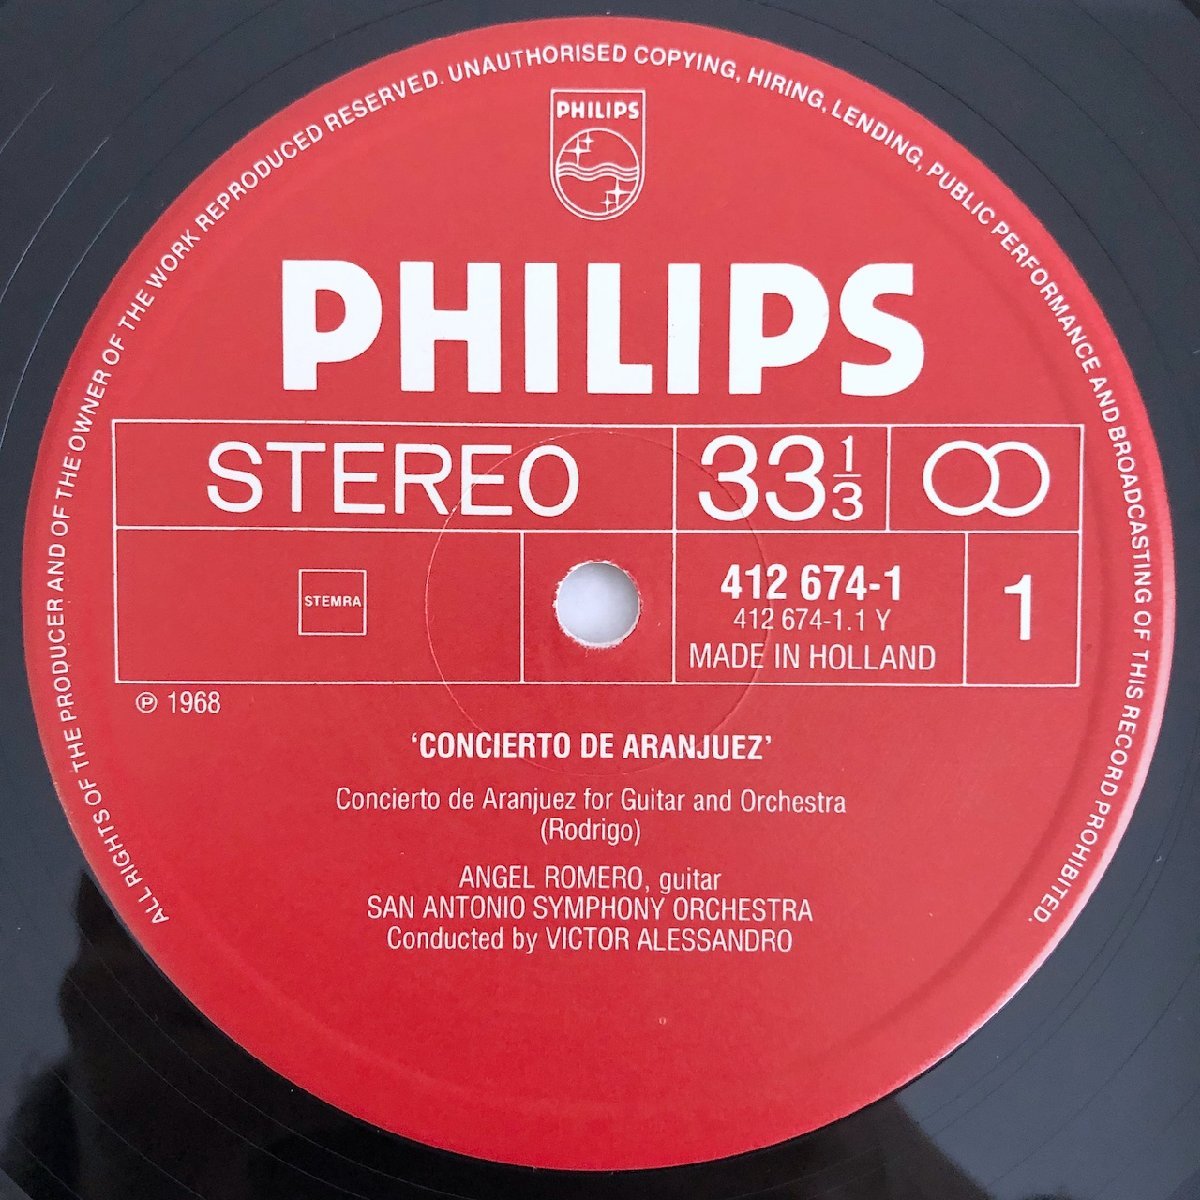 ALL RIGHTS OF THE PRODUCER AND OF THE OWNER OF THE WORK REPRODUCED RESERVED. UNAUTHORISED COPYING, HIRING, LENDING, PUBLIC PERFORMANCE AND BROADCASTING OF THIS RECORD PROHIBITED.
PHILIPS
PHILIPS
STEREO 33 1/3
STEMRA
412 674-1
412 674-1.1 Y
MADE IN HOLLAND
1
℗ 1968
‘CONCIERTO DE ARANJUEZ’
Concierto de Aranjuez for Guitar and Orchestra
(Rodrigo)
ANGEL ROMERO, guitar
SAN ANTONIO SYMPHONY ORCHESTRA
Conducted by VICTOR ALESSANDRO